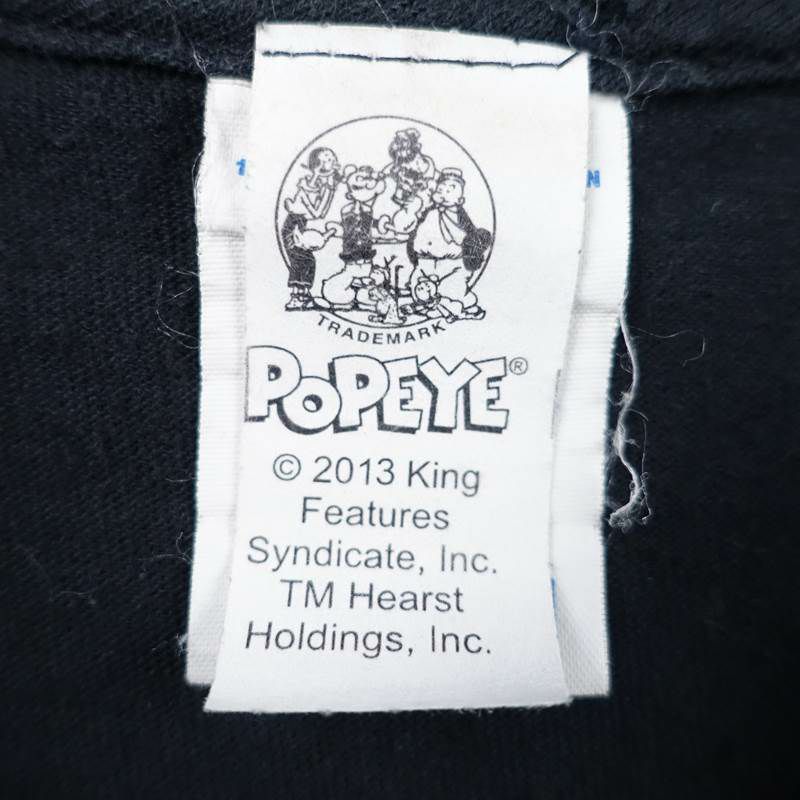 TRADEMARK
POPEYE®
© 2013 King
Features
Syndicate, Inc.
TM Hearst
Holdings, Inc.